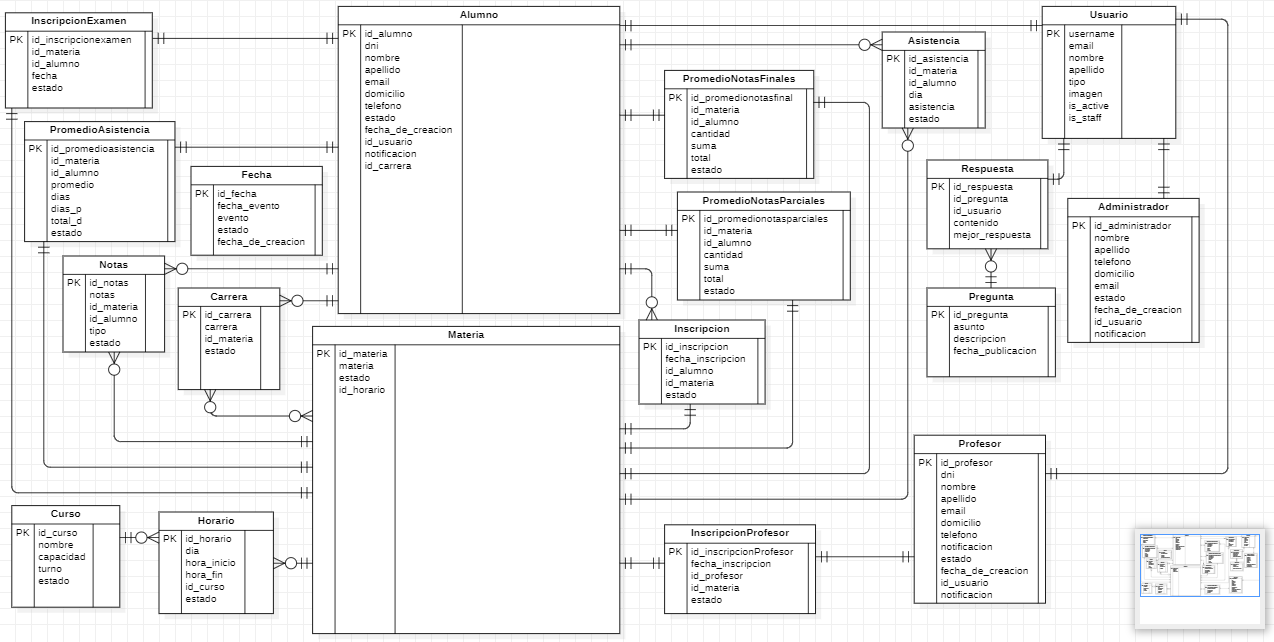 InscripcionExamen
PK id_inscripcionexamen
id_materia
id_alumno
fecha
estado
Alumno
PK id_alumno
dni
nombre
apellido
email
domicilio
telefono
estado
fecha_de_creacion
id_usuario
notificacion
id_carrera
Usuario
PK username
email
nombre
apellido
tipo
imagen
is_active
is_staff
Asistencia
PK id_asistencia
id_materia
id_alumno
dia
asistencia
estado
PromedioNotasFinales
PK id_promedionotasfinal
id_materia
id_alumno
cantidad
suma
total
estado
PromedioAsistencia
PK id_promedioasistencia
id_materia
id_alumno
promedio
dias
dias_p
total_d
estado
Fecha
PK id_fecha
fecha_evento
evento
estado
fecha_de_creacion
Respuesta
PK id_respuesta
id_pregunta
id_usuario
contenido
mejor_respuesta
PromedioNotasParciales
PK id_promedionotasparciales
id_materia
id_alumno
cantidad
suma
total
estado
Administrador
PK id_administrador
nombre
apellido
telefono
domicilio
email
estado
fecha_de_creacion
id_usuario
notificacion
Notas
PK id_notas
notas
id_materia
id_alumno
tipo
estado
Carrera
PK id_carrera
carrera
id_materia
estado
Pregunta
PK id_pregunta
asunto
descripcion
fecha_publicacion
Materia
PK id_materia
materia
estado
id_horario
Inscripcion
PK id_inscripcion
fecha_inscripcion
id_alumno
id_materia
estado
Profesor
PK id_profesor
dni
nombre
apellido
email
domicilio
telefono
notificacion
estado
fecha_de_creacion
id_usuario
notificacion
Curso
PK id_curso
nombre
capacidad
turno
estado
Horario
PK id_horario
dia
hora_inicio
hora_fin
id_curso
estado
InscripcionProfesor
PK id_inscripcionProfesor
fecha_inscripcion
id_profesor
id_materia
estado